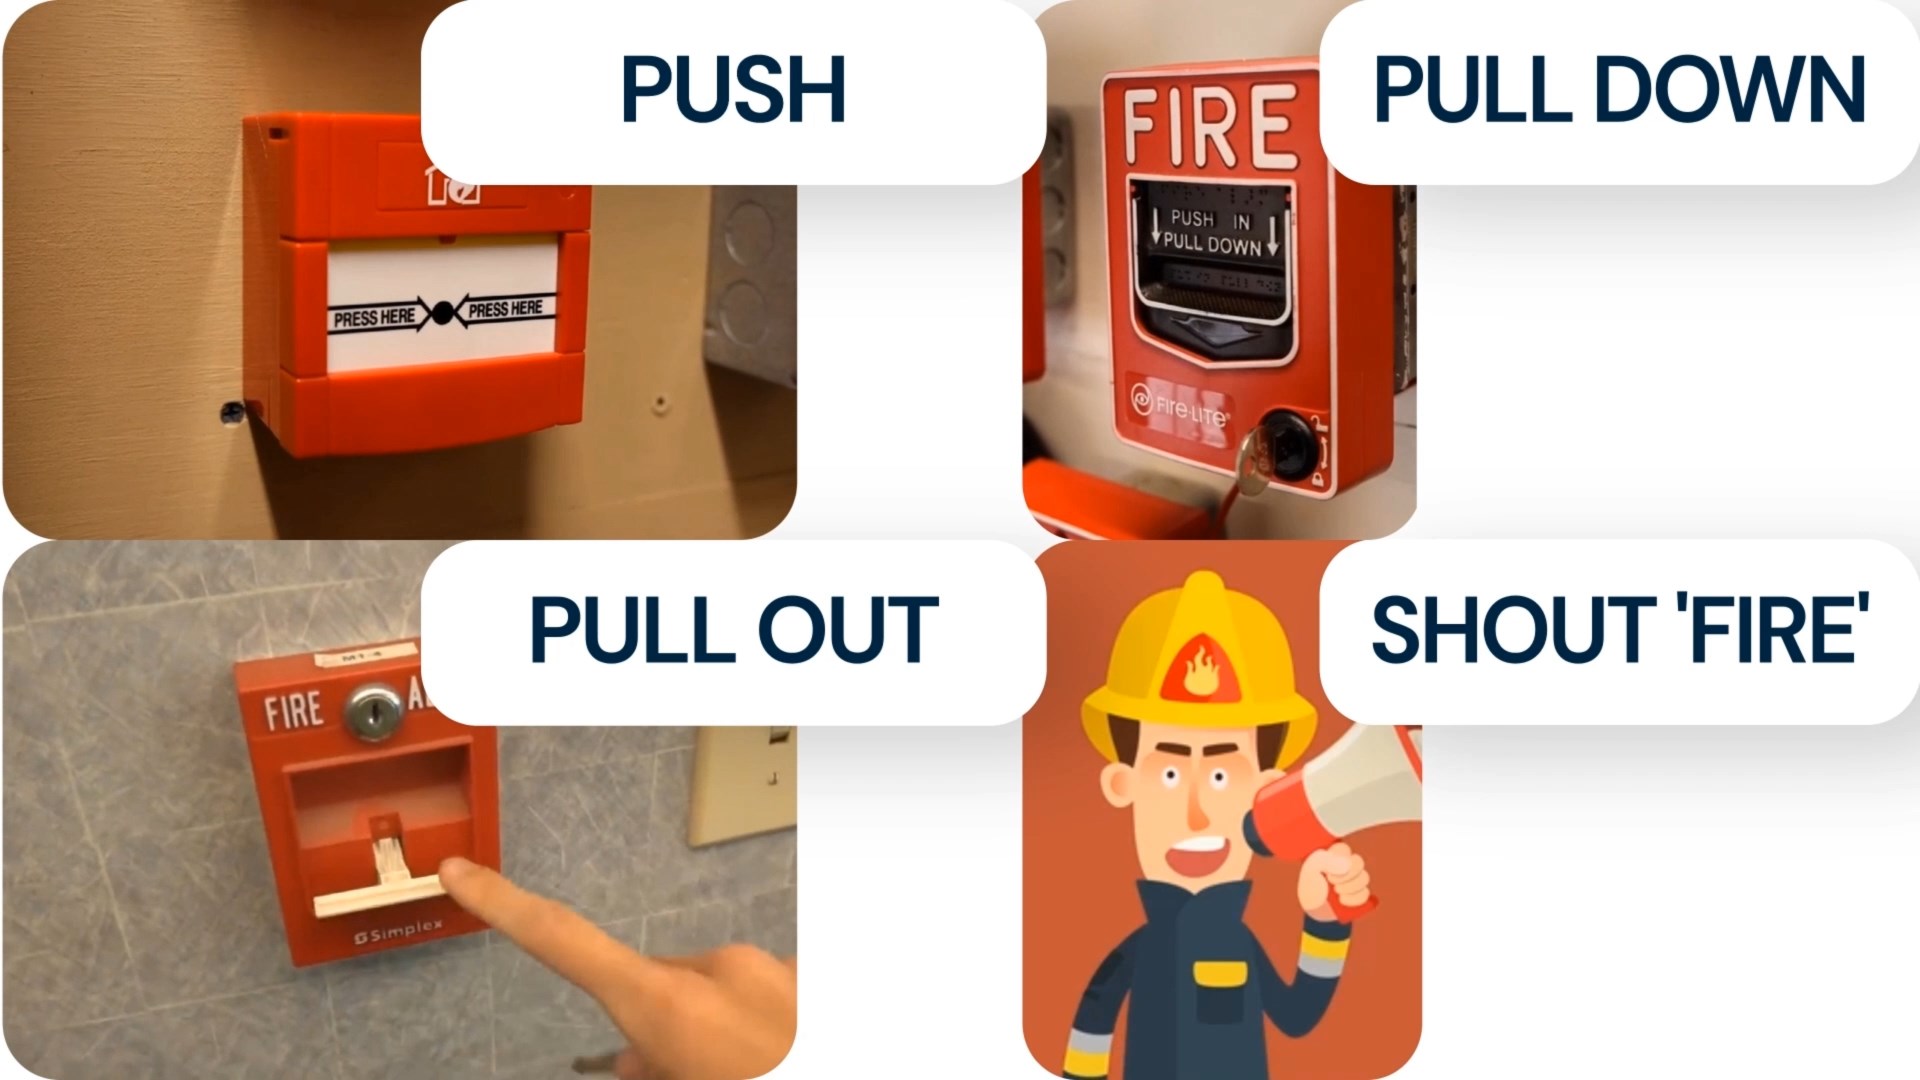 PUSH
PRESS HERE PRESS HERE
PULL DOWN
FIRE
PUSH IN
PULL DOWN
FIRE-LITE
PULL OUT
FIRE
Simplex
SHOUT 'FIRE'